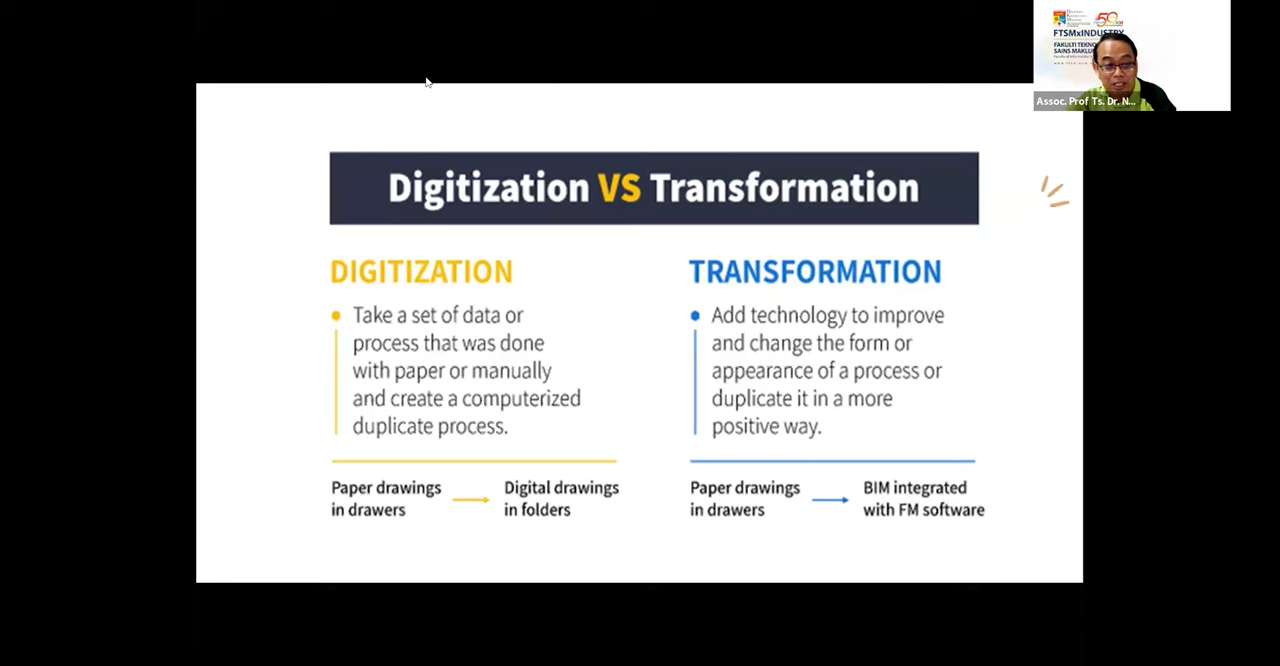 50
FTSMxINDUSTRY
FAKULTI
SAINS
Assoc. Prof Ts. Dr. N...
Digitization VS Transformation
DIGITIZATION
Take a set of data or
process that was done
with paper or manually
and create a computerized
duplicate process.
Paper drawings
in drawers
Digital drawings
in folders
TRANSFORMATION
Add technology to improve
and change the form or
appearance of a process or
duplicate it in a more
positive way.
Paper drawings
in drawers
BIM integrated
with FM software